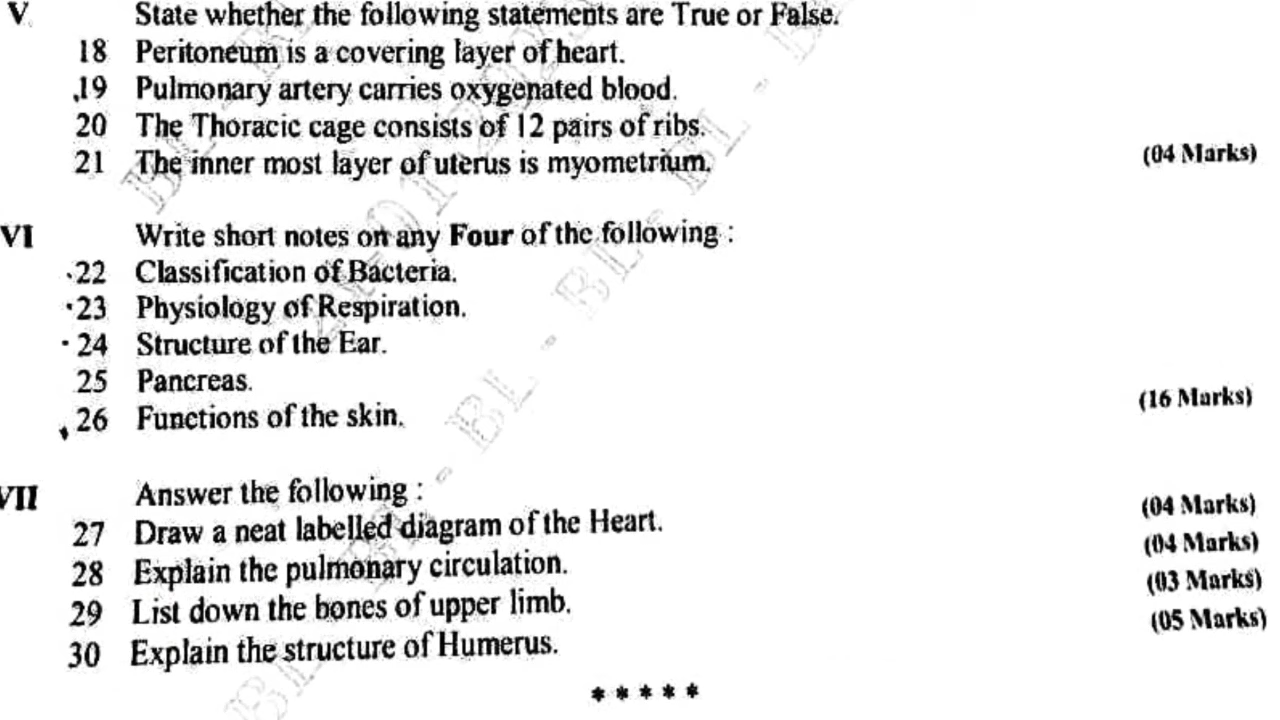 V State whether the following statements are True or False.
18 Peritoneum is a covering layer of heart.
19 Pulmonary artery carries oxygenated blood.
20 The Thoracic cage consists of 12 pairs of ribs.
21 The inner most layer of uterus is myometrium. (04 Marks)
VI Write short notes on any Four of the following :
22 Classification of Bacteria.
23 Physiology of Respiration.
24 Structure of the Ear.
25 Pancreas.
26 Functions of the skin. (16 Marks)
VII Answer the following :
27 Draw a neat labelled diagram of the Heart. (04 Marks)
28 Explain the pulmonary circulation. (04 Marks)
29 List down the bones of upper limb. (03 Marks)
30 Explain the structure of Humerus. (05 Marks)
*****